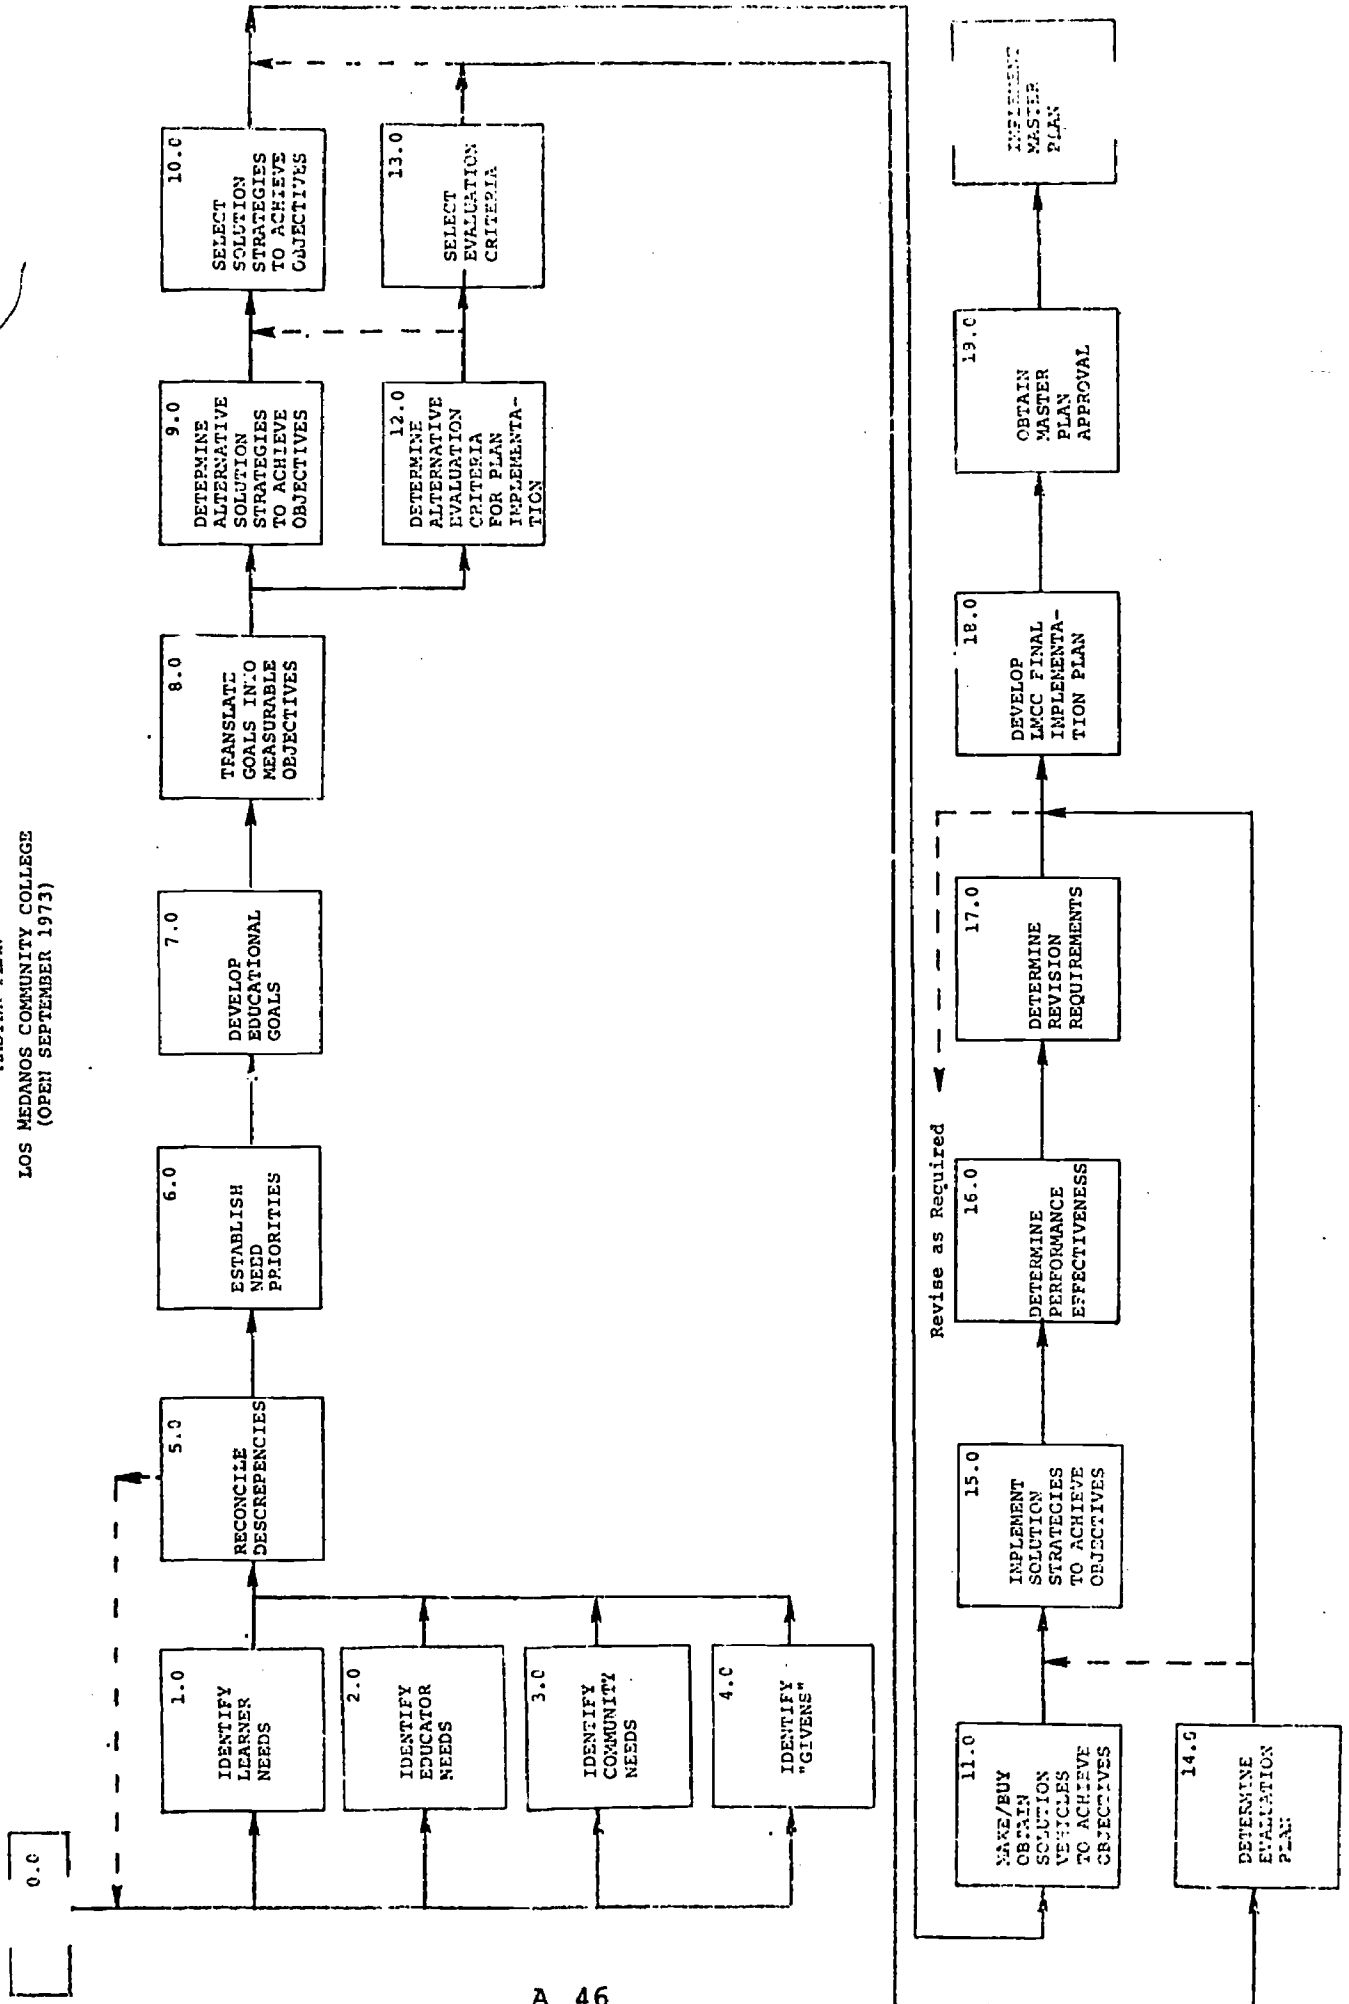 LOS MEDANOS COMMUNITY COLLEGE
(OPEN SEPTEMBER 1973)
0.0
1.0
IDENTIFY
LEARNER
NEEDS
2.0
IDENTIFY
EDUCATOR
NEEDS
3.0
IDENTIFY
COMMUNITY
NEEDS
4.0
IDENTIFY
"GIVENS"
5.0
RECONCILE
DESCREPENCIES
6.0
ESTABLISH
NEED
PRIORITIES
7.0
DEVELOP
EDUCATIONAL
GOALS
8.0
TRANSLATE
GOALS INTO
MEASURABLE
OBJECTIVES
9.0
DETERMINE
ALTERNATIVE
SOLUTION
STRATEGIES
TO ACHIEVE
OBJECTIVES
10.0
SELECT
SOLUTION
STRATEGIES
TO ACHIEVE
OBJECTIVES
12.0
DETERMINE
ALTERNATIVE
EVALUATION
CRITERIA
FOR PLAN
IMPLEMENTA-
TION
13.0
SELECT
EVALUATION
CRITERIA
11.0
MAKE/BUY
OBTAIN
SOLUTION
VEHICLES
TO ACHIEVE
OBJECTIVES
14.0
DETERMINE
EVALUATION
PLAN
15.0
IMPLEMENT
SOLUTION
STRATEGIES
TO ACHIEVE
OBJECTIVES
Revise as Required
16.0
DETERMINE
PERFORMANCE
EFFECTIVENESS
17.0
DETERMINE
REVISION
REQUIREMENTS
18.0
DEVELOP
LMCC FINAL
IMPLEMENTA-
TION PLAN
19.0
OBTAIN
MASTER
PLAN
APPROVAL
IMPLEMENT
MASTER
PLAN
A 46